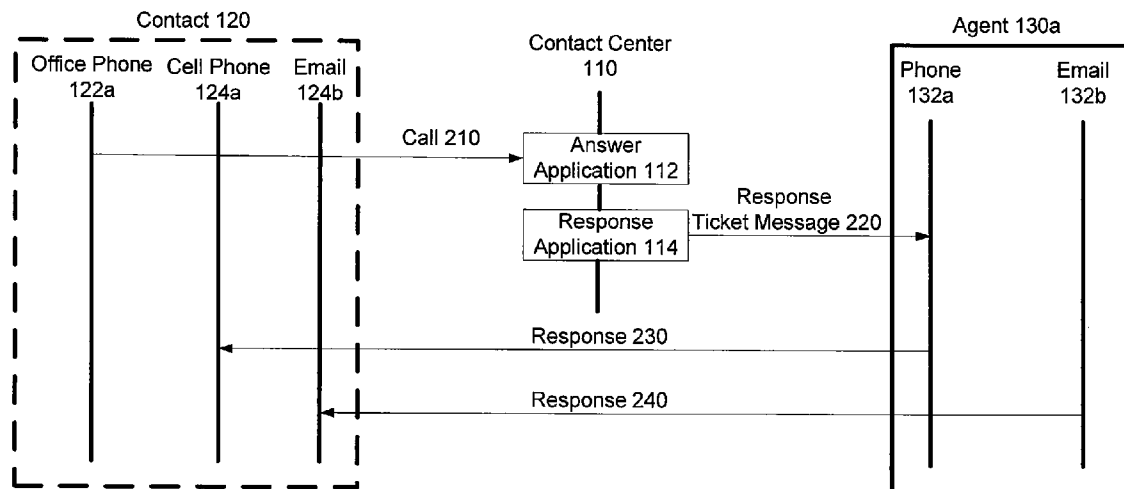 Contact 120
Contact Center
110
Agent 130a
Office Phone
122a
Cell Phone
124a
Email
124b
Phone
132a
Email
132b
Call 210
Answer
Application 112
Response
Application 114
Response
Ticket Message 220
Response 230
Response 240